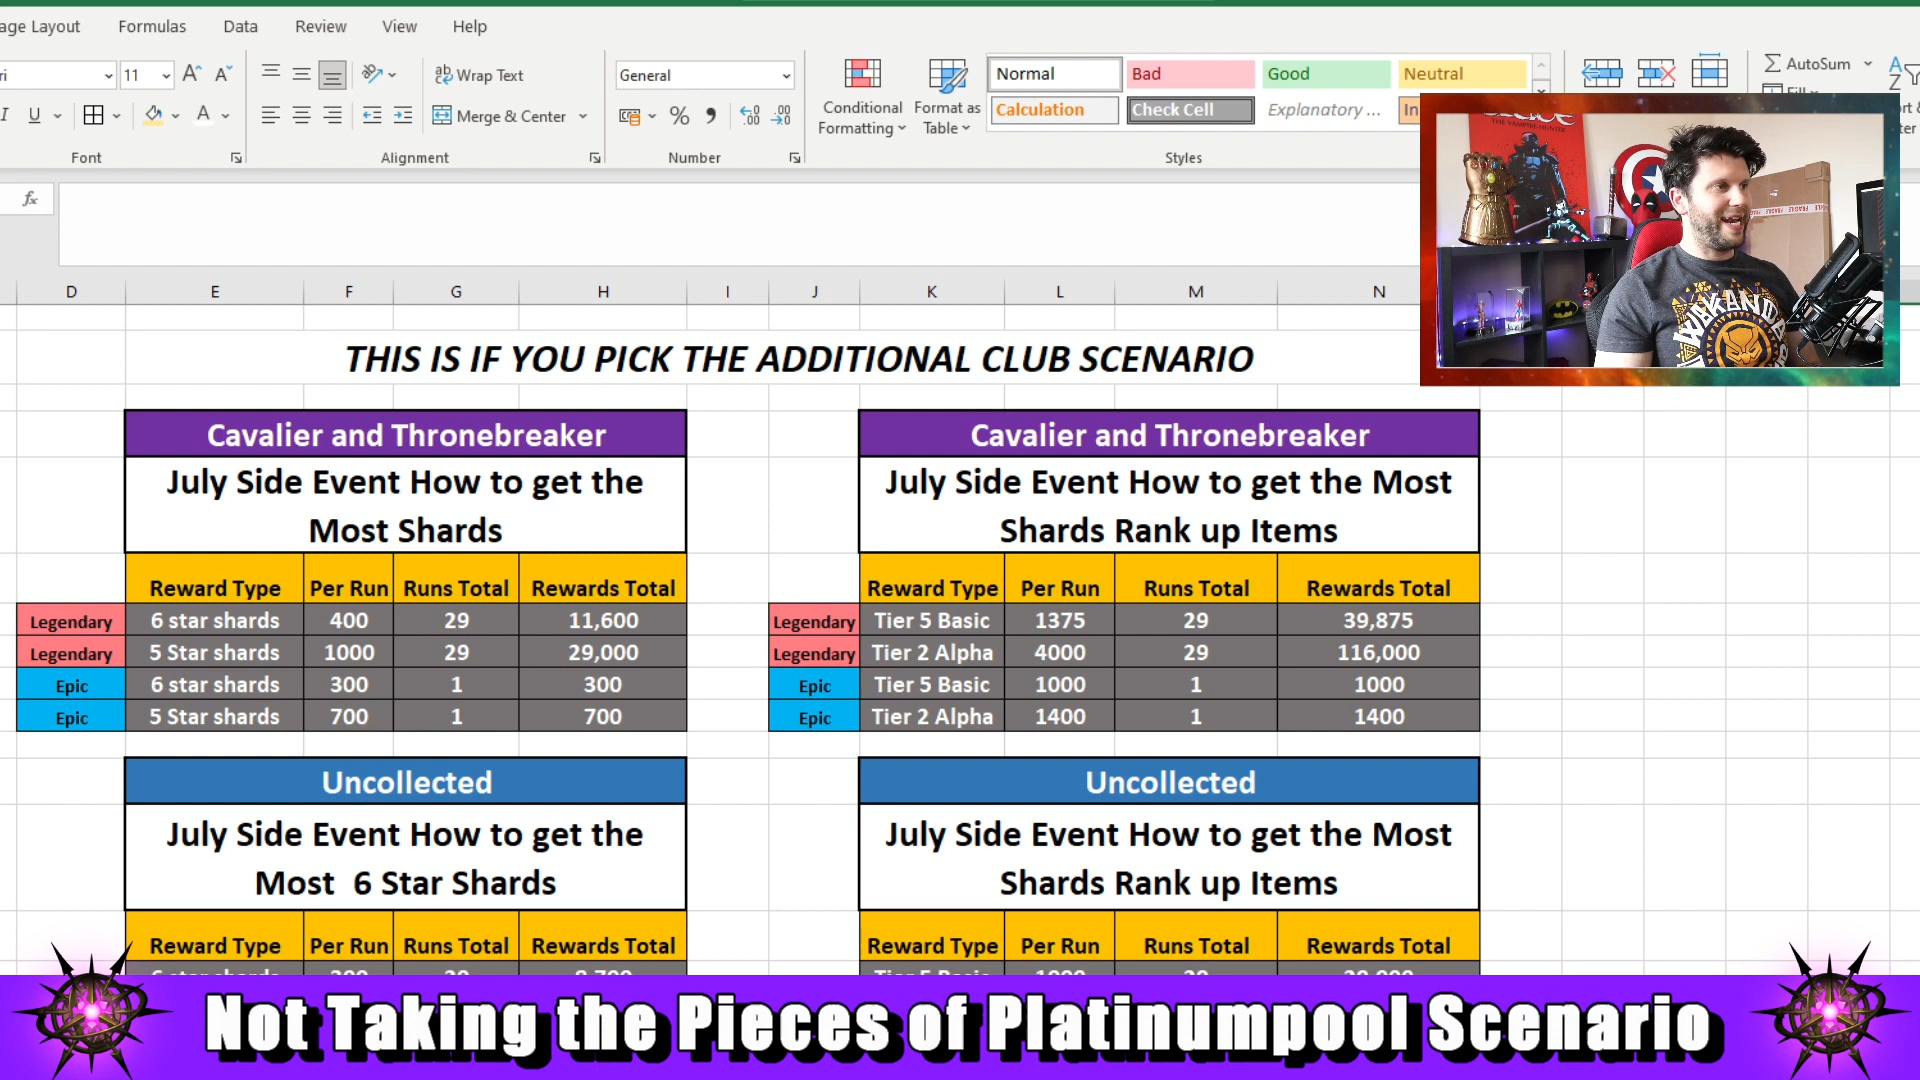 age Layout Formulas Data Review View Help
ri 11 Wrap Text General Normal Bad Good Neutral AutoSum
Conditional Formatting Format as Table Calculation Check Cell Explanatory ... In
Merge & Center
Font Alignment Number Styles
fx
THE VAMPIRE HUNTER
FRAGILE FRAGILE
WAKANDA
D E F G H I J K L M N
THIS IS IF YOU PICK THE ADDITIONAL CLUB SCENARIO
Cavalier and Thronebreaker
July Side Event How to get the
Most Shards
Reward Type Per Run Runs Total Rewards Total
Legendary 6 star shards 400 29 11,600
Legendary 5 Star shards 1000 29 29,000
Epic 6 star shards 300 1 300
Epic 5 Star shards 700 1 700
Cavalier and Thronebreaker
July Side Event How to get the Most
Shards Rank up Items
Reward Type Per Run Runs Total Rewards Total
Legendary Tier 5 Basic 1375 29 39,875
Legendary Tier 2 Alpha 4000 29 116,000
Epic Tier 5 Basic 1000 1 1000
Epic Tier 2 Alpha 1400 1 1400
Uncollected
July Side Event How to get the
Most  6 Star Shards
Reward Type Per Run Runs Total Rewards Total
Uncollected
July Side Event How to get the Most
Shards Rank up Items
Reward Type Per Run Runs Total Rewards Total
Not Taking the Pieces of Platinumpool Scenario